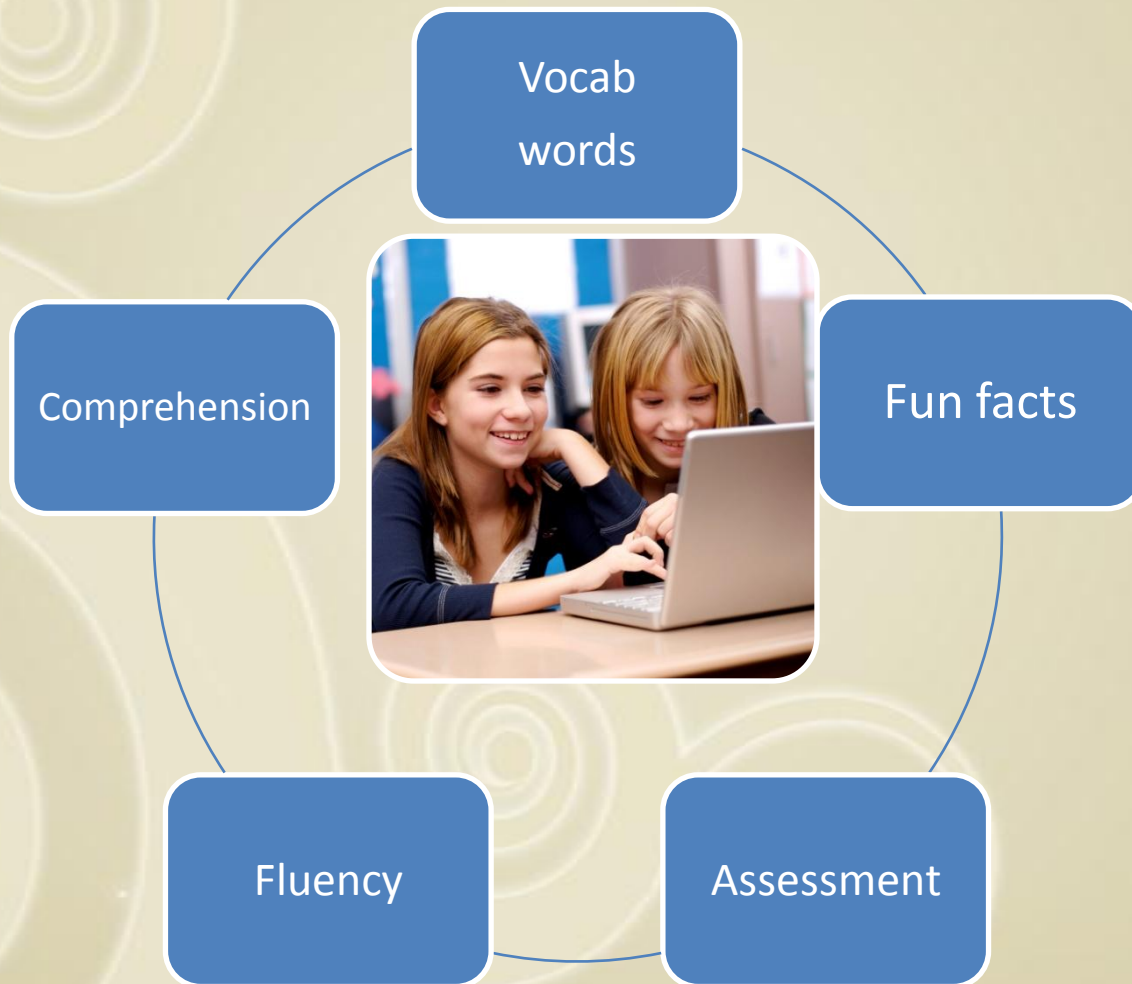 Vocab
words
Fun facts
Assessment
Fluency
Comprehension